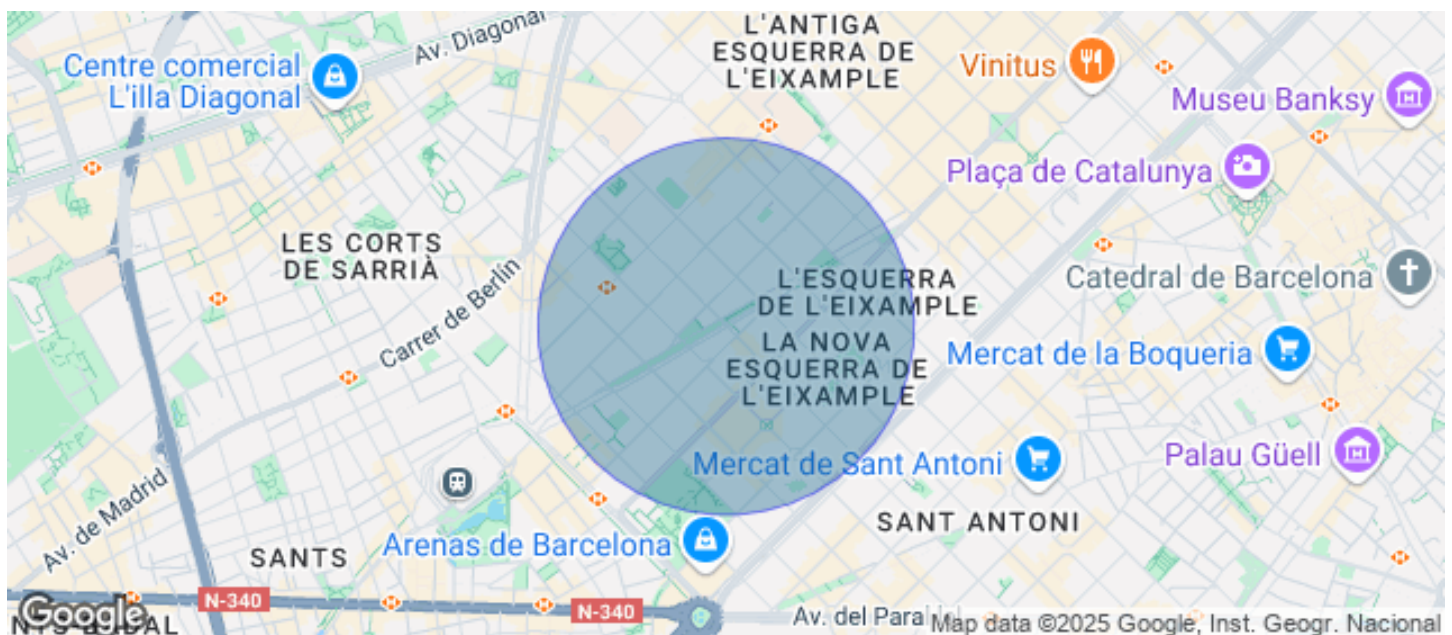 L'ANTIGA
ESQUERRA DE
L'EIXAMPLE
Av. Diagonal
Centre comercial
L'illa Diagonal
Vinitus
Museu Banksy
Plaça de Catalunya
LES CORTS
DE SARRIÀ
Carrer de Berlín
L'ESQUERRA
DE L'EIXAMPLE
Catedral de Barcelona
LA NOVA
ESQUERRA DE
L'EIXAMPLE
Mercat de la Boqueria
Mercat de Sant Antoni
Palau Güell
Av. de Madrid
SANT ANTONI
Arenas de Barcelona
SANTS
N-340
N-340
Av. del Paral
Google
Map data ©2025 Google, Inst. Geogr. Nacional